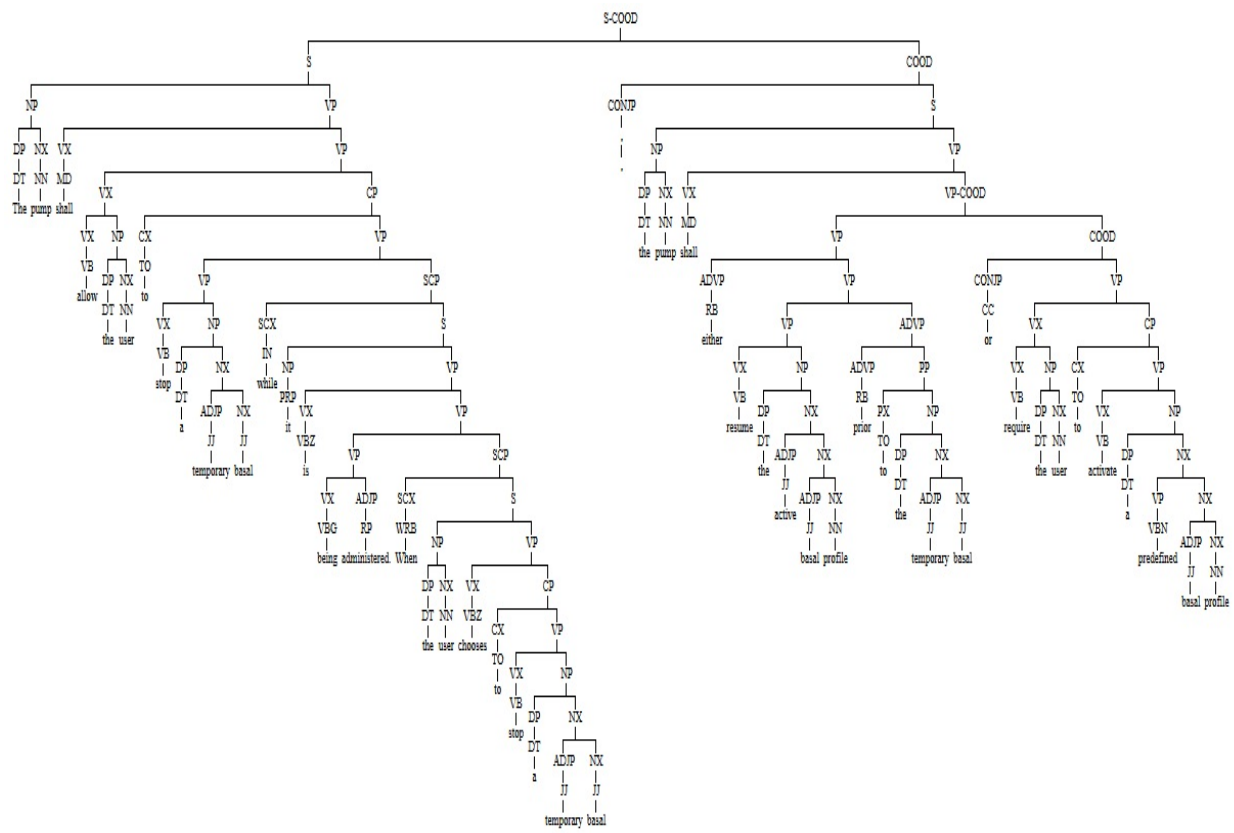 S-COOD
S COOD
NP VP CONJP S
DP NX VX VP , NP VP
DT NN MD ,
The pump shall VX CP DP NX VX VP-COOD
DT NN MD
VX NP CX VP VP COOD
the pump shall
VB TO
DP NX VP SCP ADVP VP CONJP VP
allow to
DT NN RB CC
VX NP SCX S VP ADVP VX CP
the user either or
VB IN
DP NX NP VP VX NP ADVP PP VX NP CX VP
stop while
DT PRP VB RB VB TO
ADJP NX VX VP DP NX PX NP DP NX VX NP
a it resume prior require to
JJ JJ VBZ DT TO DT NN VB
VP SCP ADJP NX DP NX DP NX
temporary basal is the to the user activate
JJ DT DT
VX ADJP SCX S ADJP NX ADJP NX VP NX
active the a
VBG RP WRB JJ NN JJ JJ VBN
NP VP ADJP NX
being administered. When basal profile temporary basal predefined
JJ NN
DP NX VX CP
basal profile
DT NN VBZ
CX VP
the user chooses
TO
VX NP
to
VB
DP NX
stop
DT
ADJP NX
a
JJ JJ
temporary basal